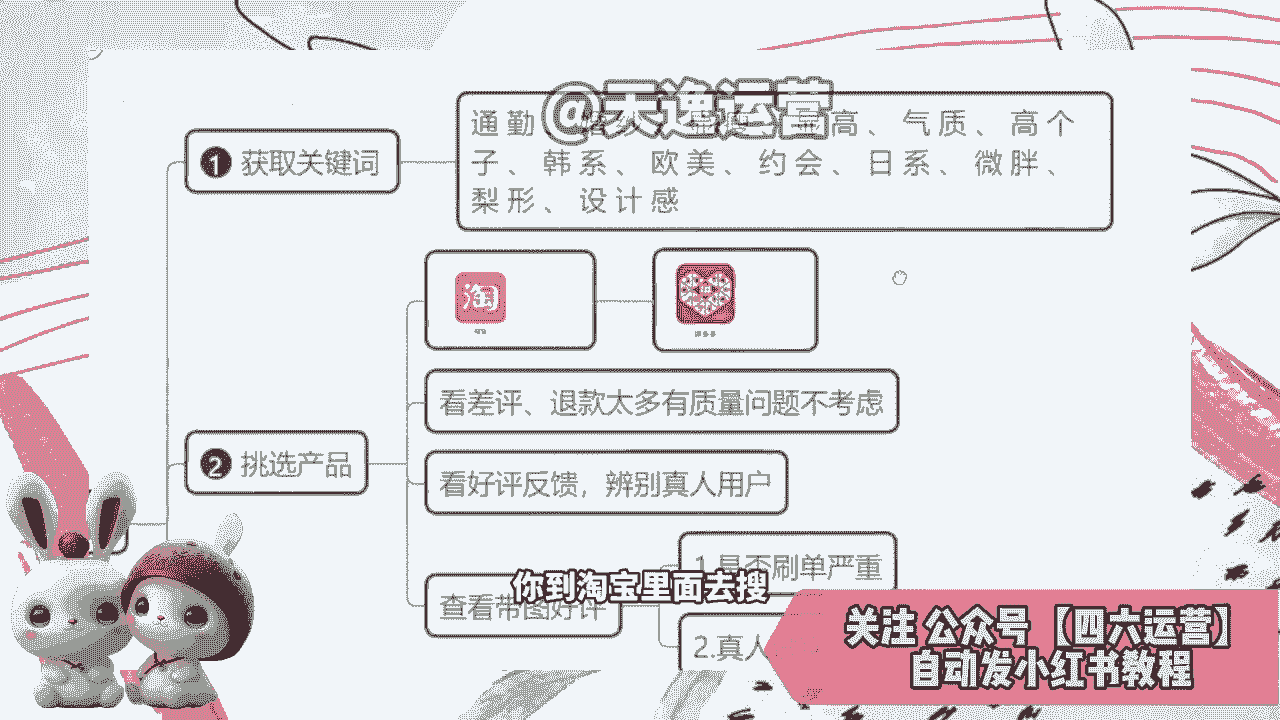 @天逸运营
通勤、显高、气质、高个
子、韩系、欧美、约会、日系、微胖、
梨形、设计感
1 获取关键词
淘
看差评、退款太多有质量问题不考虑
2 挑选产品
看好评反馈，辨别真人用户
1.是否刷单严重
你到淘宝里面去搜
查看带图好评
2.真人
关注 公众号 【四六运营】
自动发小红书教程